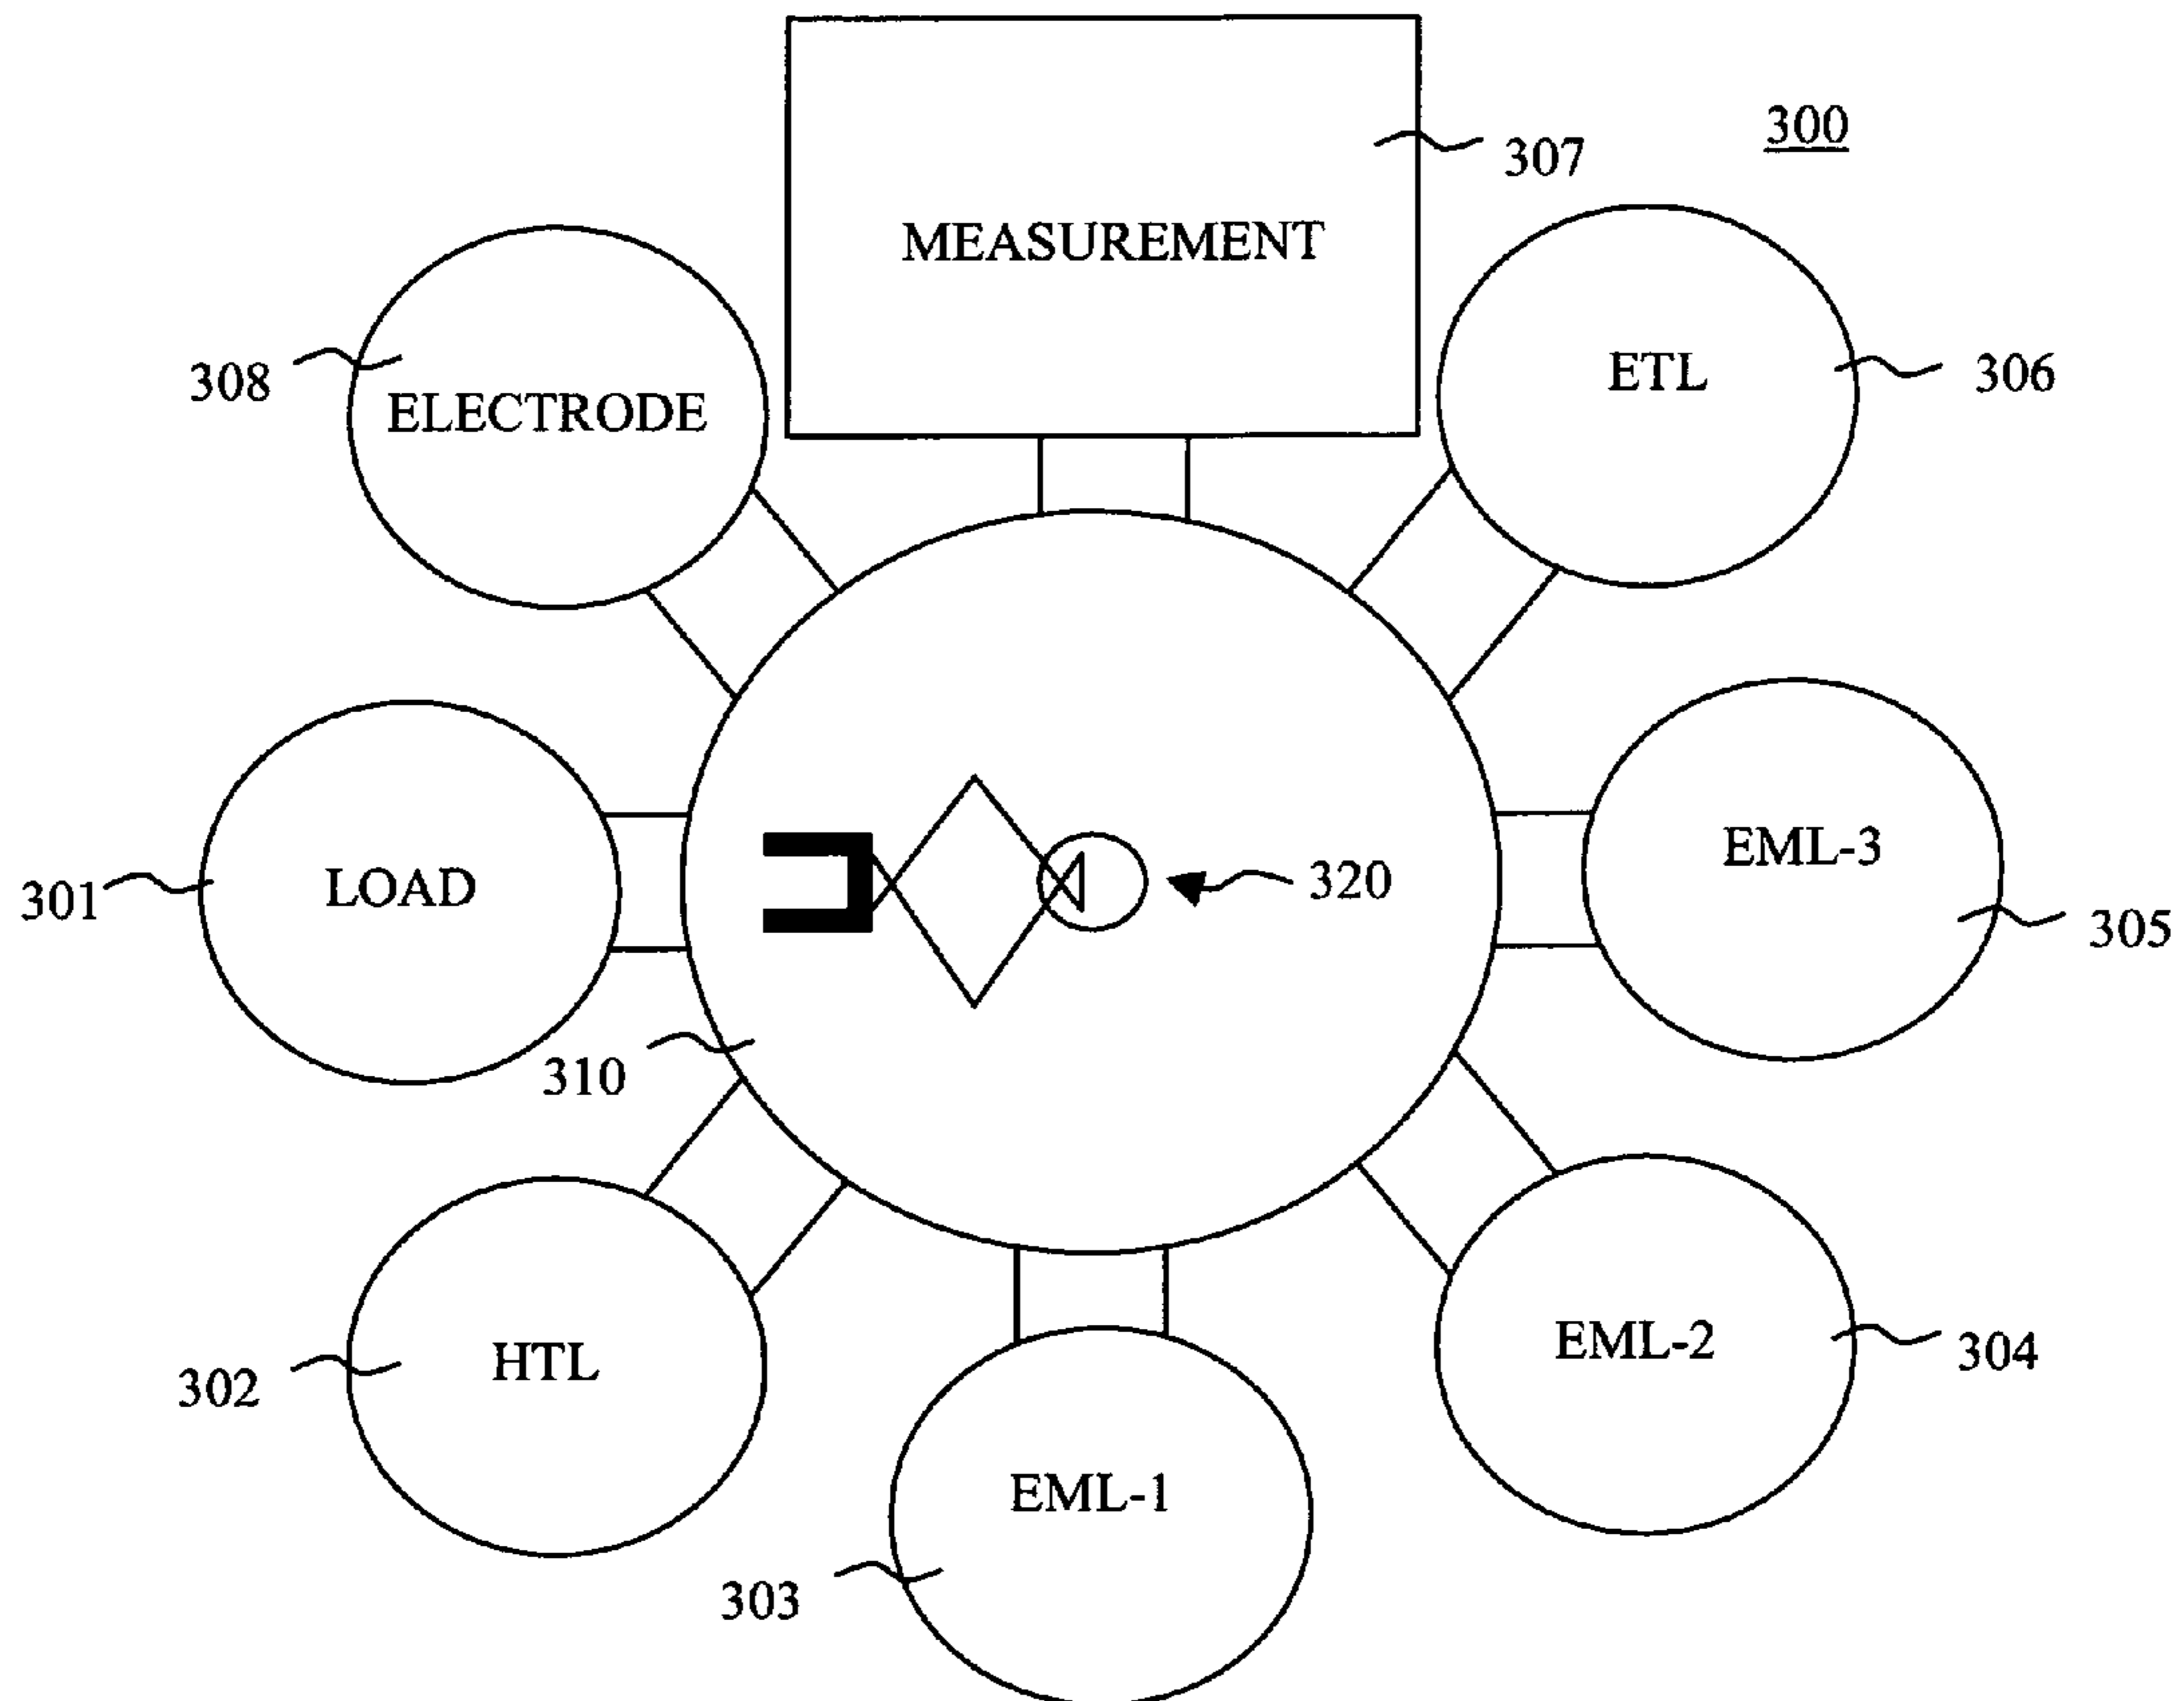 300
307
MEASUREMENT
308
ELECTRODE
ETL
306
301
LOAD
320
EML-3
305
310
302
HTL
EML-2
304
EML-1
303